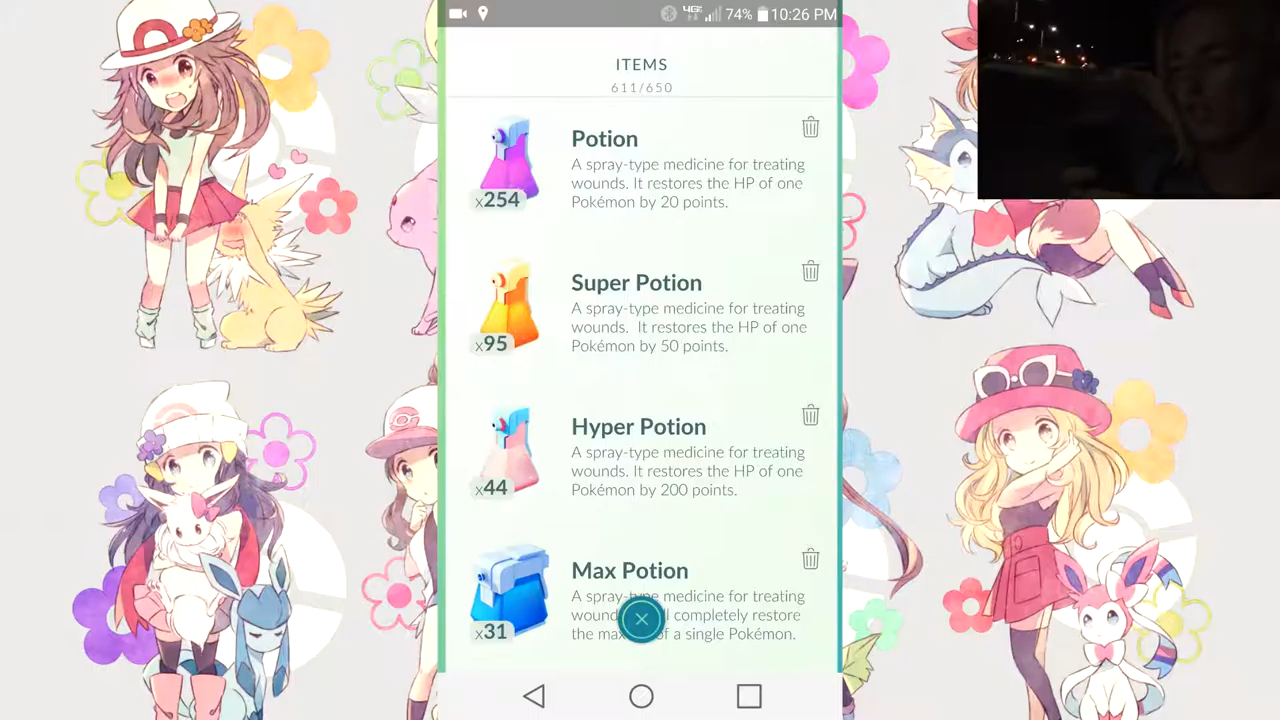 4G 74% 10:26 PM
ITEMS
611/650
Potion
A spray-type medicine for treating
wounds. It restores the HP of one
Pokémon by 20 points.
x254
Super Potion
A spray-type medicine for treating
wounds. It restores the HP of one
Pokémon by 50 points.
x95
Hyper Potion
A spray-type medicine for treating
wounds. It restores the HP of one
Pokémon by 200 points.
x44
Max Potion
A spray-type medicine for treating
completely restore
the of a single Pokémon.
x31